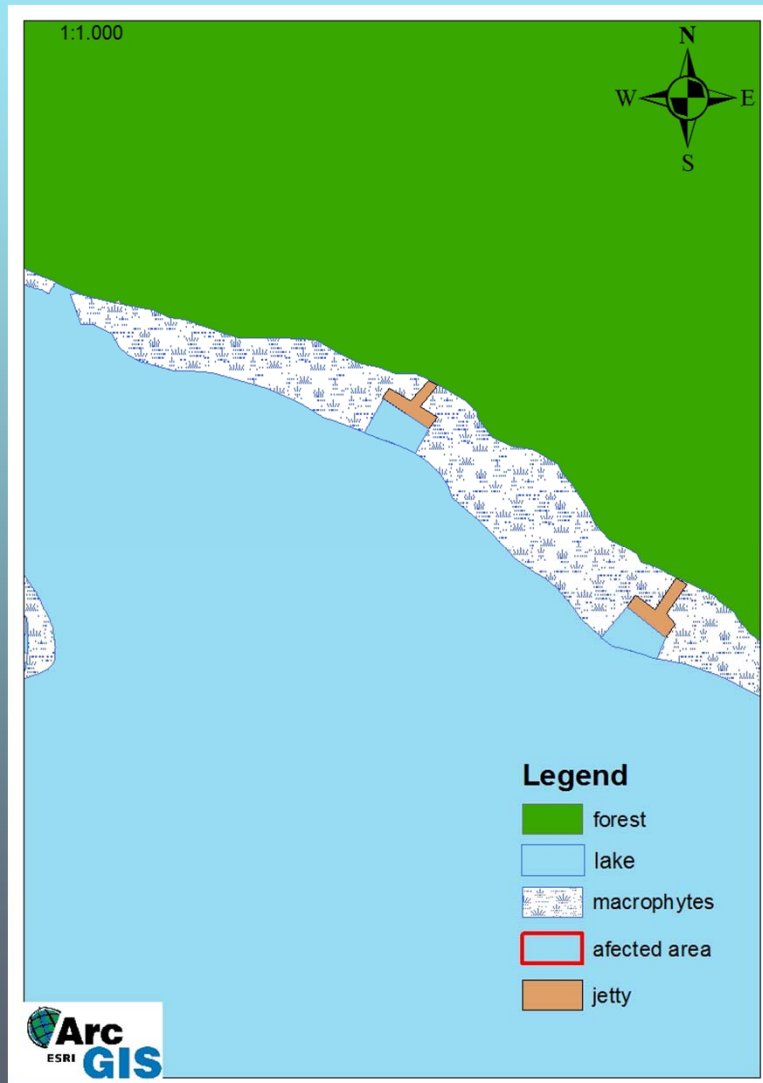 1:1.000
N
W E
S
Legend
forest
lake
macrophytes
afected area
jetty
Arc
ESRI GIS